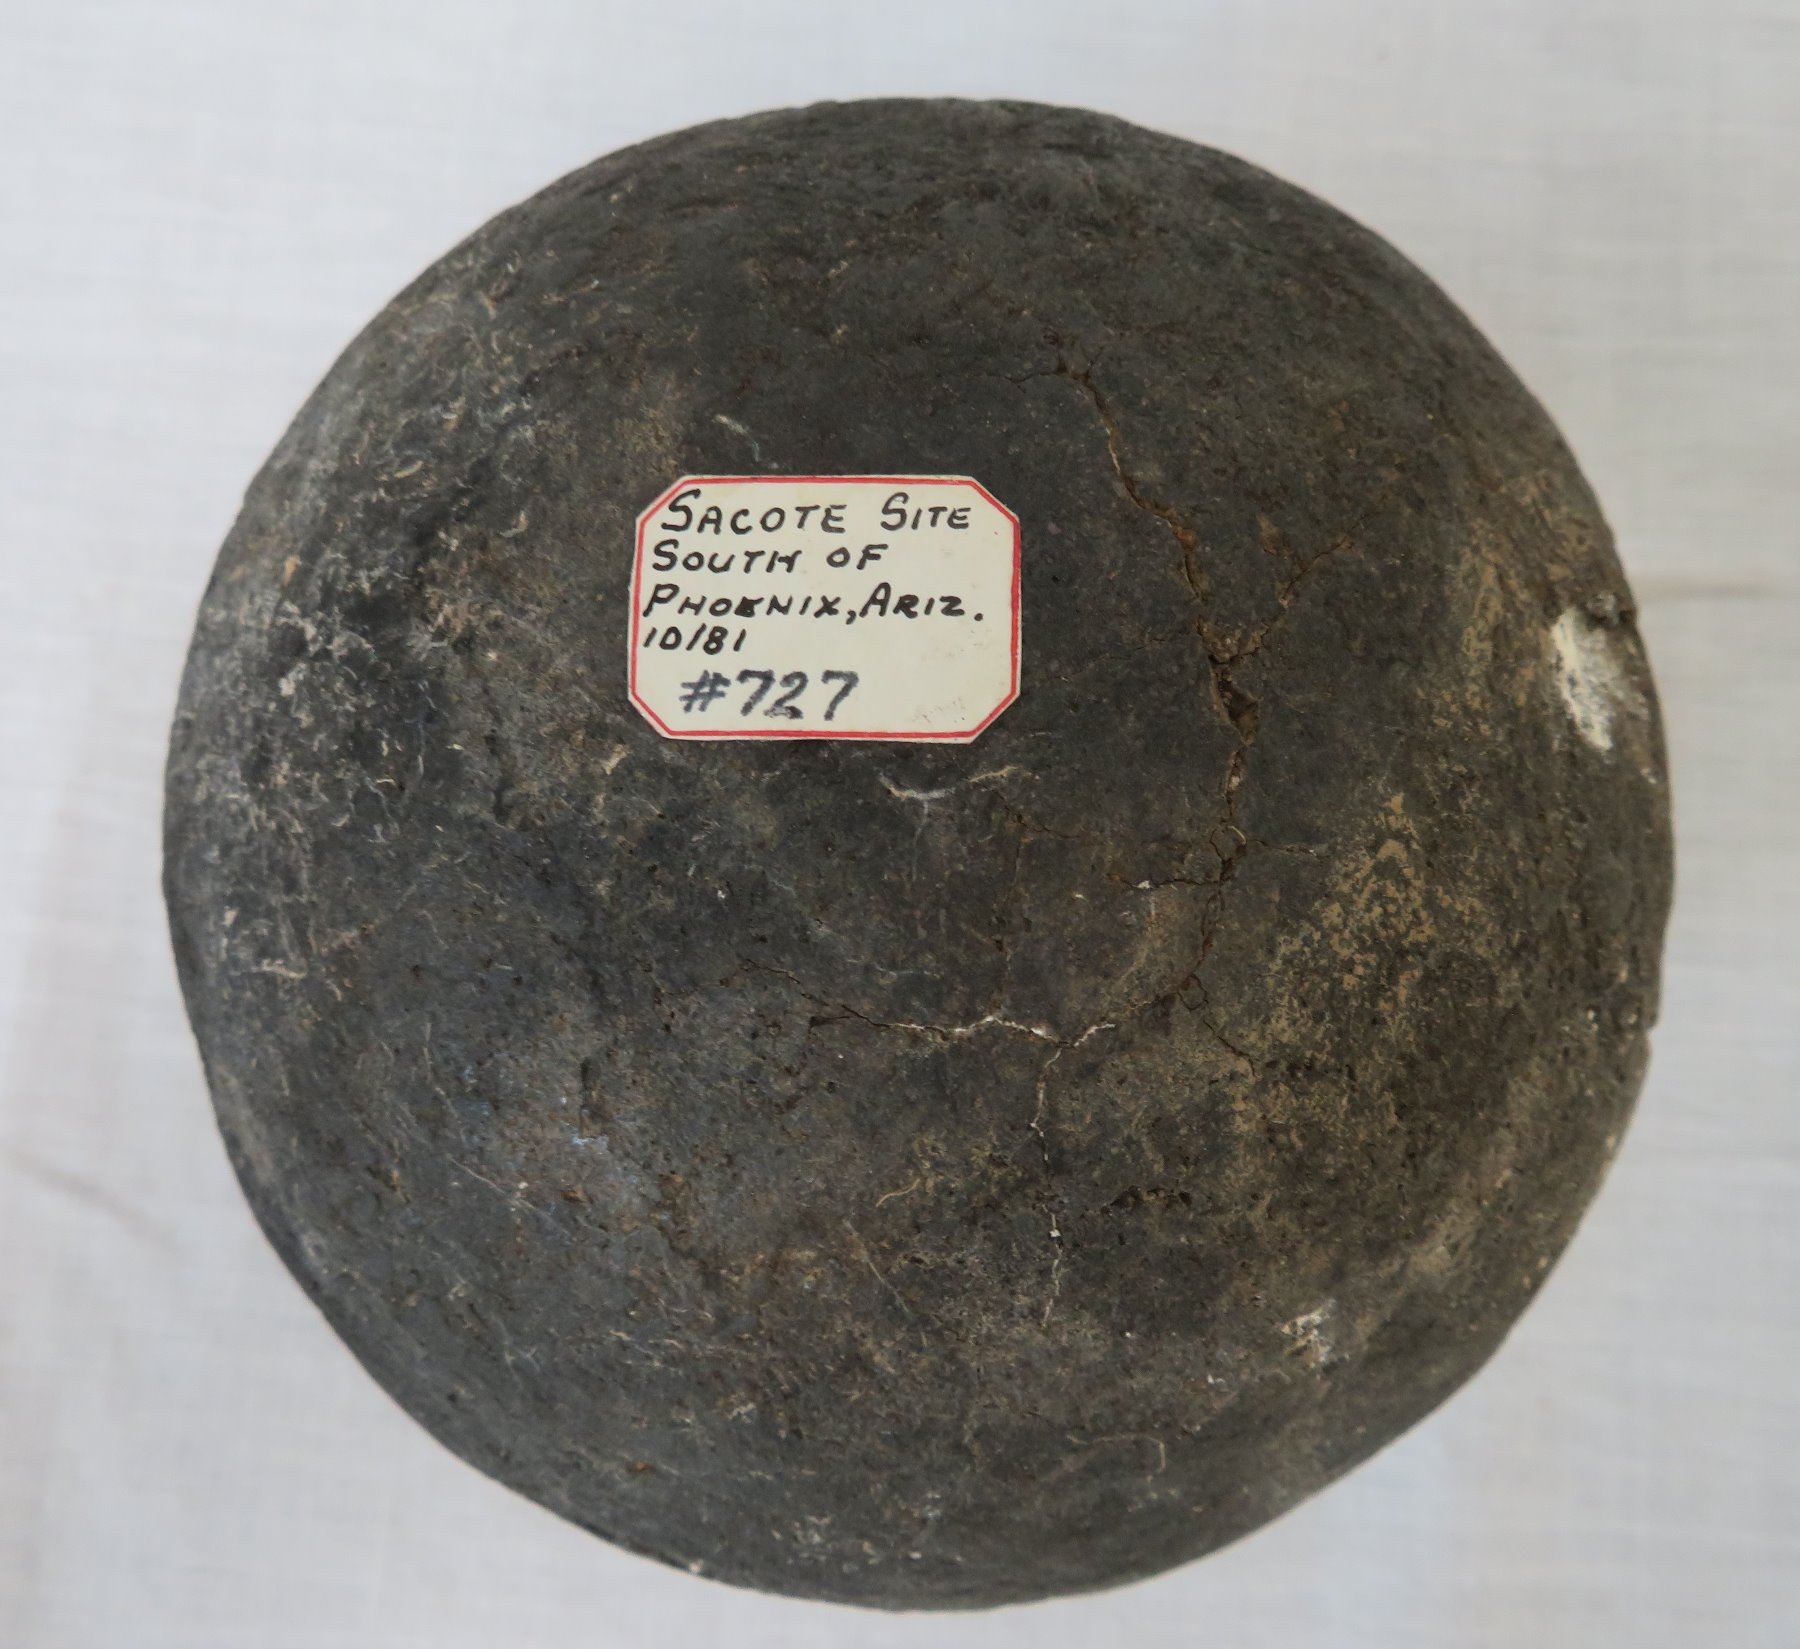 SACOTE SITE
SOUTH OF
PHOENIX, ARIZ.
10/81
#727